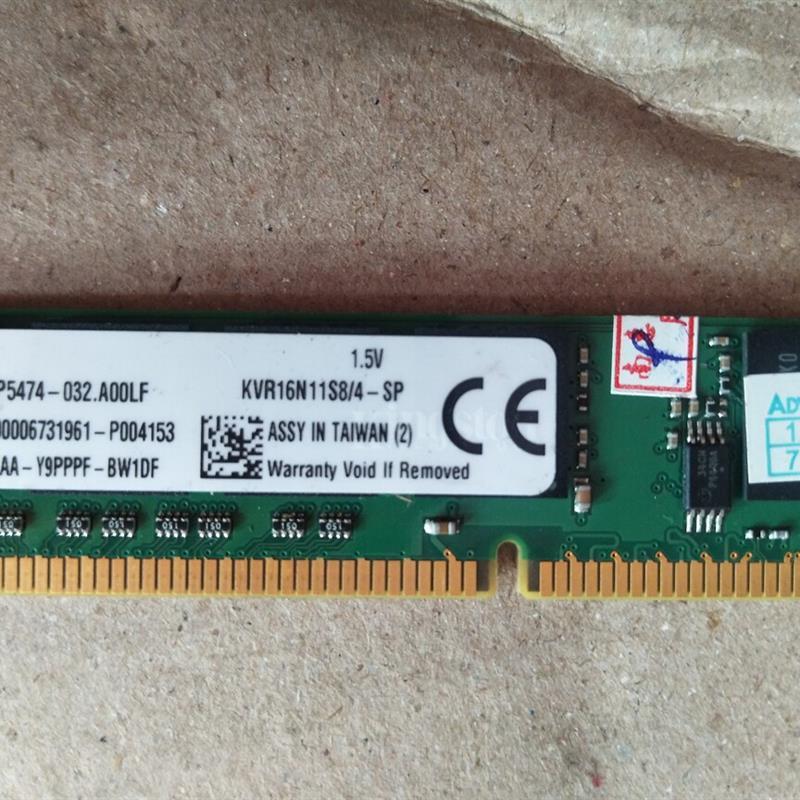 1.5V
P5474-032.A00LF
KVR16N11S8/4-SP
00006731961-P004153
ASSY IN TAIWAN (2)
AA-Y9PPPF-BW1DF
Warranty Void If Removed
CE